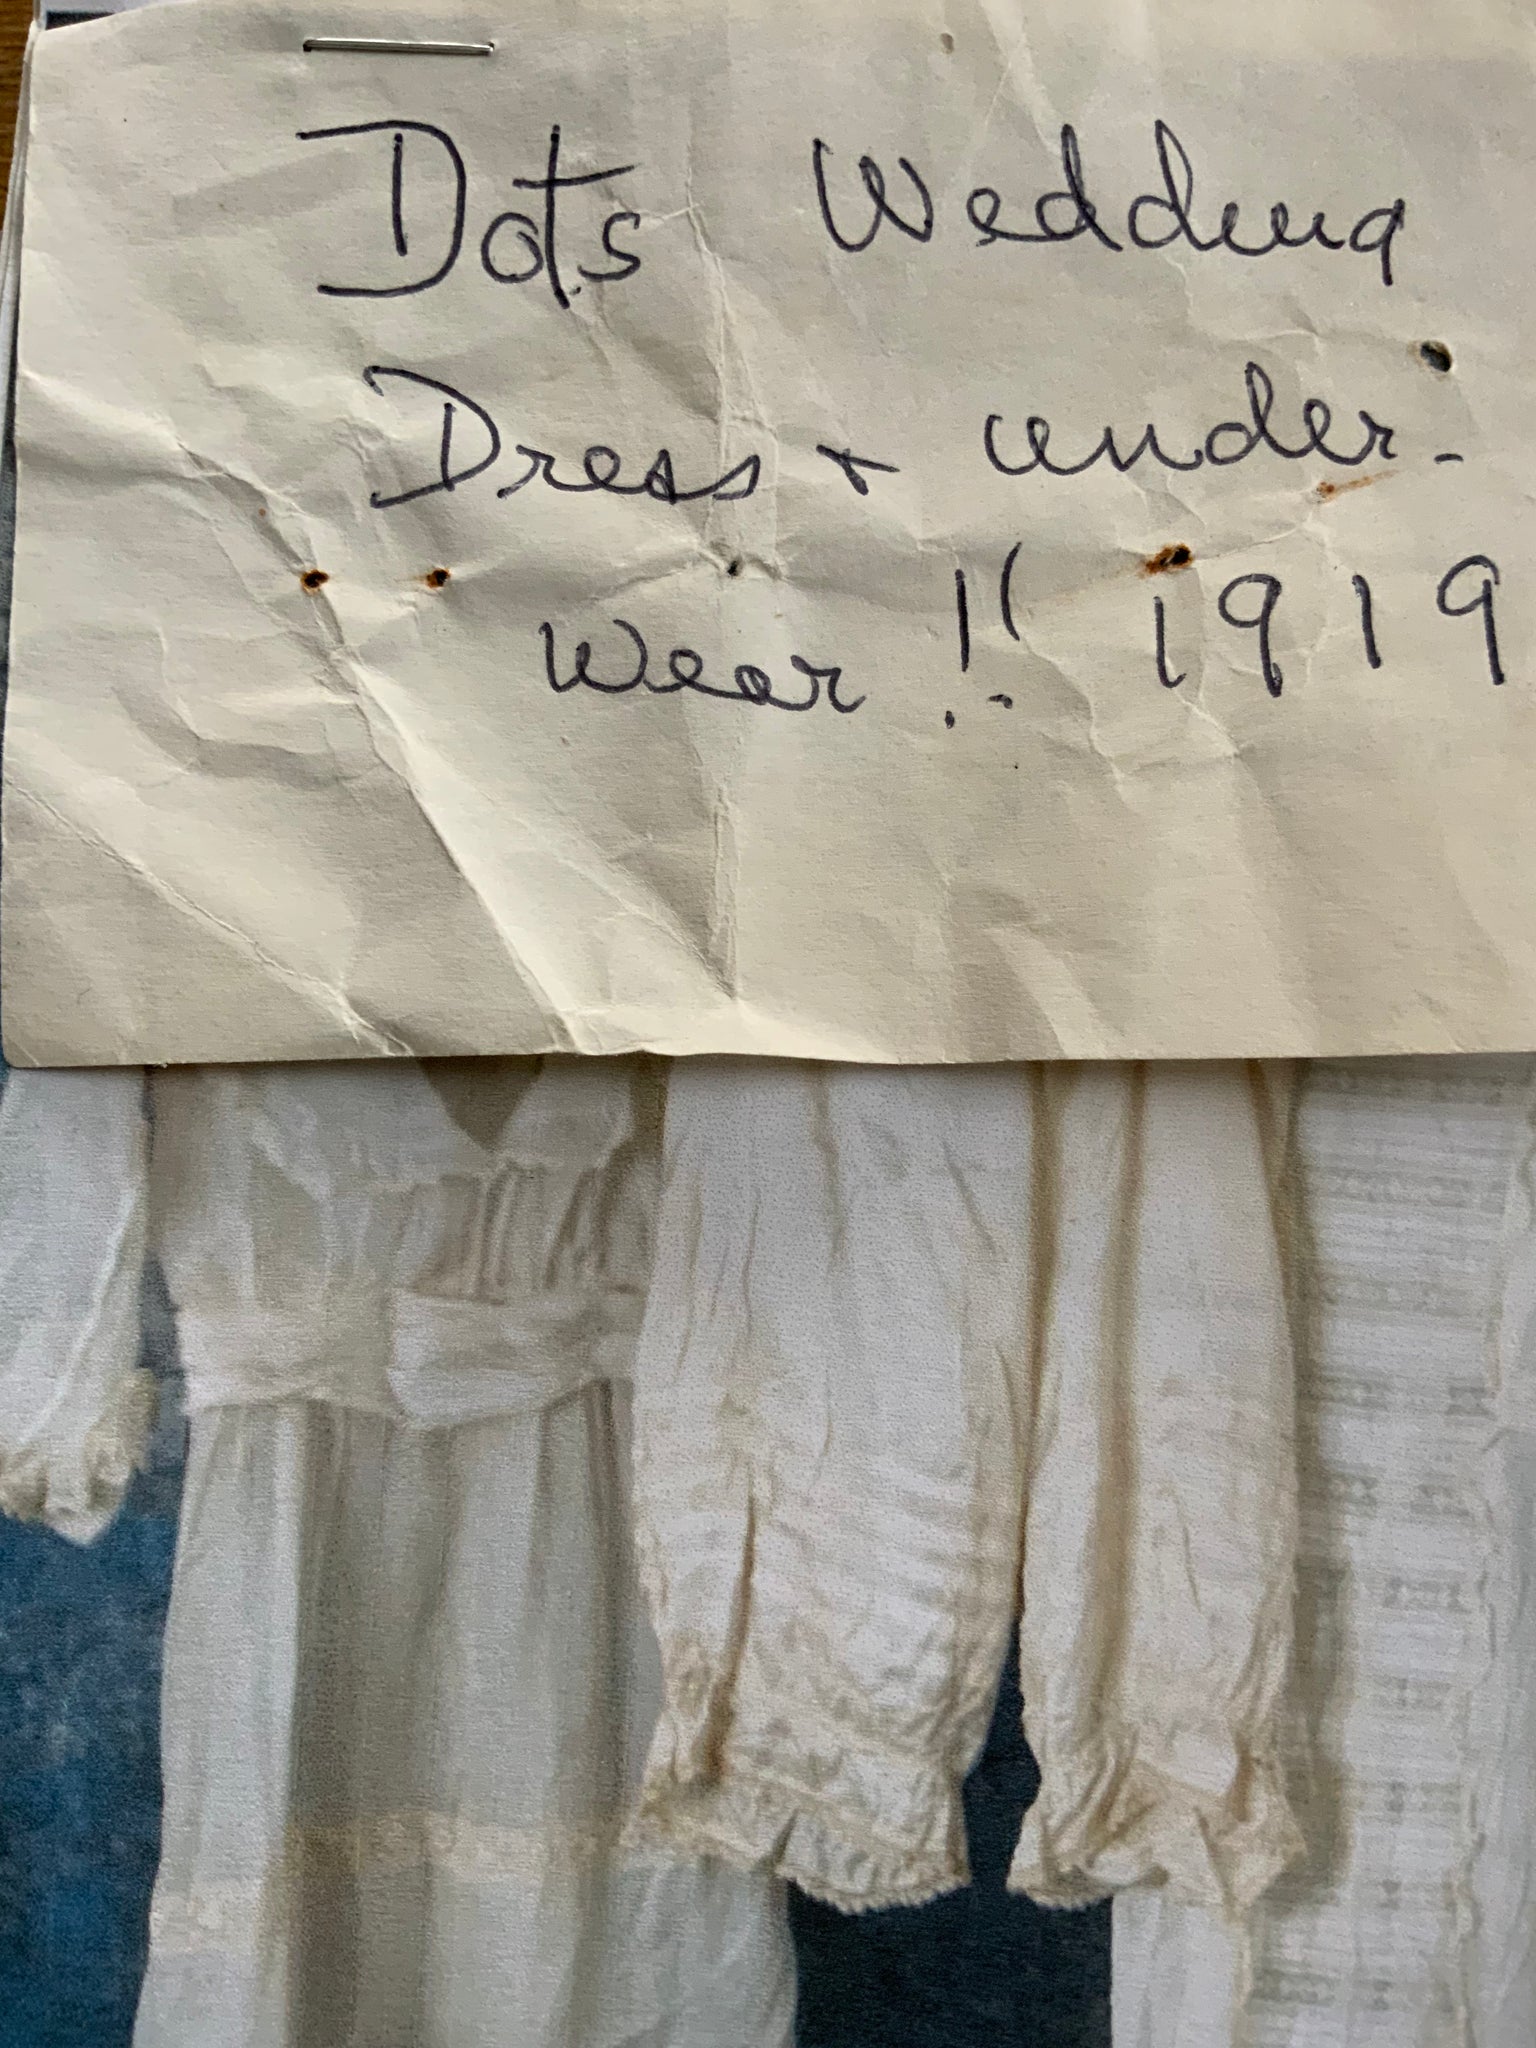 Dots Wedding
Dress + under-
wear !! 1919